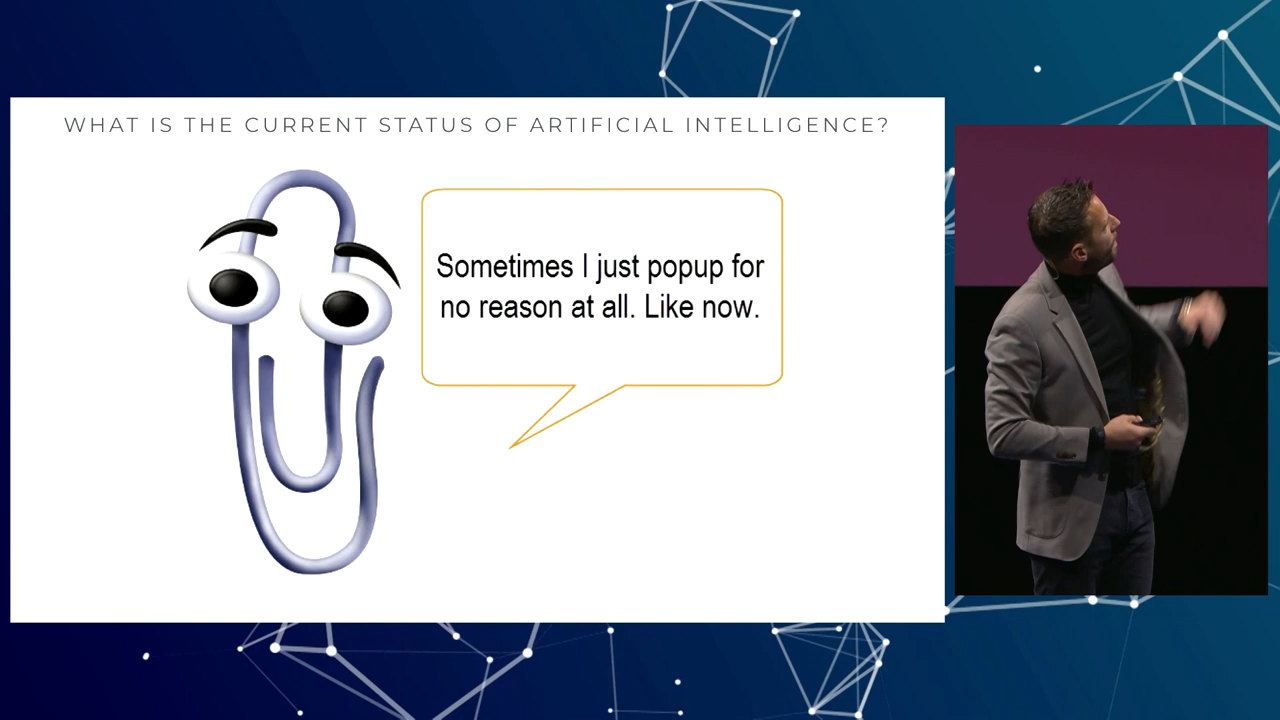 WHAT IS THE CURRENT STATUS OF ARTIFICIAL INTELLIGENCE?
Sometimes I just popup for
no reason at all. Like now.